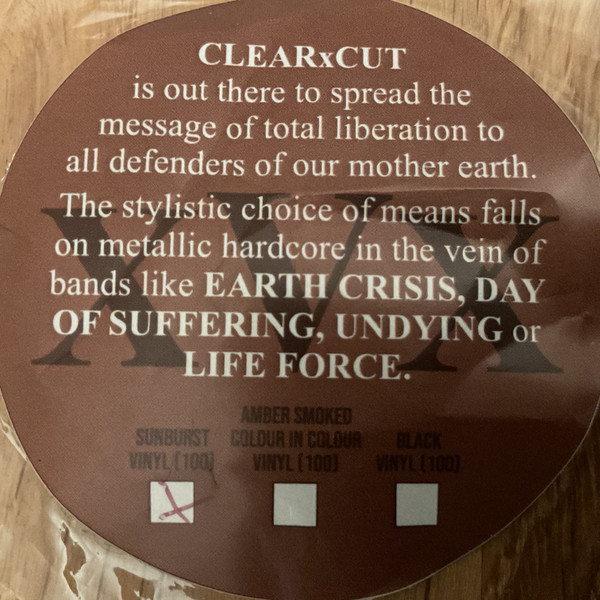 CLEARxCUT
is out there to spread the
message of total liberation to
all defenders of our mother earth.
The stylistic choice of means falls
on metallic hardcore in the vein of
bands like EARTH CRISIS, DAY
OF SUFFERING, UNDYING or
LIFE FORCE.
XVX
SUNBURST
VINYL (100)
AMBER SMOKED
COLOUR IN COLOUR
VINYL (100)
BLACK
VINYL (100)